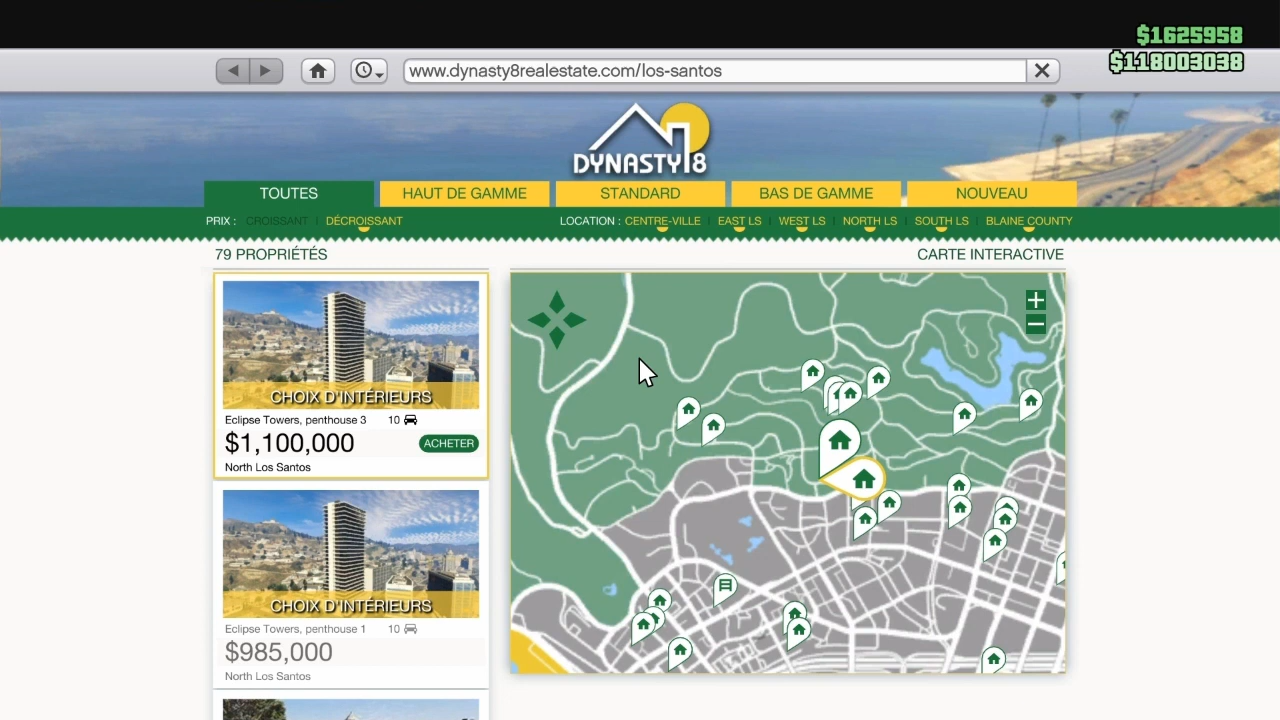 $1625958
$118003038
www.dynasty8realestate.com/los-santos
DYNASTY 8
TOUTES
HAUT DE GAMME
STANDARD
BAS DE GAMME
NOUVEAU
PRIX : CROISSANT | DÉCROISSANT
LOCATION : CENTRE-VILLE | EAST LS | WEST LS | NORTH LS | SOUTH LS | BLAINE COUNTY
79 PROPRIÉTÉS
CARTE INTERACTIVE
CHOIX D'INTÉRIEURS
Eclipse Towers, penthouse 3 10
$1,100,000
ACHETER
North Los Santos
CHOIX D'INTÉRIEURS
Eclipse Towers, penthouse 1 10
$985,000
North Los Santos